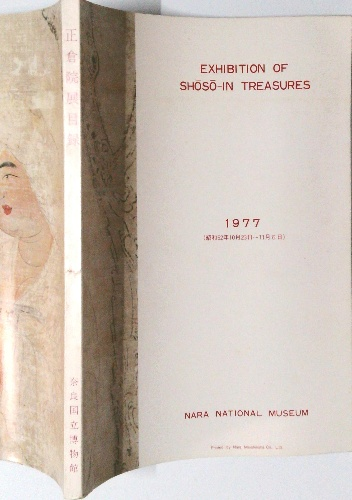 正倉院展目録
奈良国立博物館
EXHIBITION OF
SHŌSŌ-IN TREASURES
1977
NARA NATIONAL MUSEUM